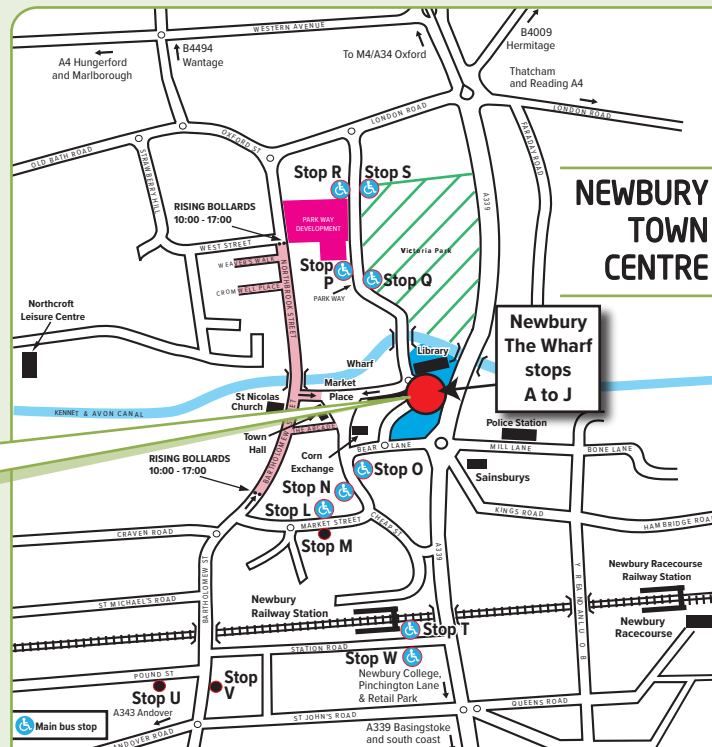 WESTERN AVENUE
B4009
Hermitage
B4494
Wantage
A4 Hungerford
and Marlborough
To M4/A34 Oxford
Thatcham
and Reading A4
LONDON ROAD
LONDON ROAD
OXFORD ST
OLD BATH ROAD
STRAWBERRY HILL
FARADAY ROAD
A339
NEWBURY
TOWN
CENTRE
Stop R
Stop S
RISING BOLLARDS
10:00 - 17:00
PARK WAY
DEVELOPMENT
WEST STREET
WEAVER'S WALK
CROMWELL PLACE
NORTHBROOK STREET
Victoria Park
Stop
P
Stop Q
PARK WAY
Northcroft
Leisure Centre
Newbury
The Wharf
stops
A to J
Library
Wharf
Market
Place
St Nicolas
Church
KENNET & AVON CANAL
Town
Hall
THE ARCADE
BARTHOLOMEW STREET
Corn
Exchange
BEAR LANE
Police Station
MILL LANE
BONE LANE
Sainsburys
RISING BOLLARDS
10:00 - 17:00
Stop O
Stop N
Stop L
MARKET STREET
CHEAP ST
Stop M
KINGS ROAD
HAMBRIDGE ROAD
CRAVEN ROAD
A339
BARTHOLOMEW ST
ST MICHAEL'S ROAD
Newbury
Railway Station
Newbury Racecourse
Railway Station
Newbury
Racecourse
Stop T
STATION ROAD
Stop W
Newbury College,
Pinchington Lane
& Retail Park
POUND ST
Stop U
Stop
V
A343 Andover
QUEENS ROAD
ST JOHN'S ROAD
ANDOVER ROAD
A339 Basingstoke
and south coast
Main bus stop